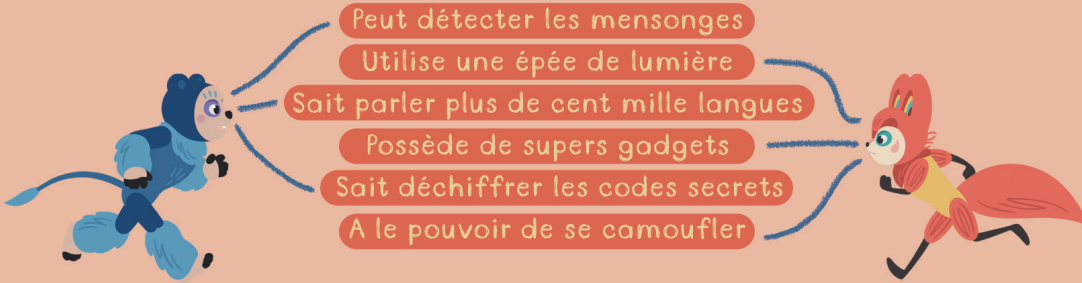 Peut détecter les mensonges
Utilise une épée de lumière
Sait parler plus de cent mille langues
Possède de supers gadgets
Sait déchiffrer les codes secrets
A le pouvoir de se camoufler